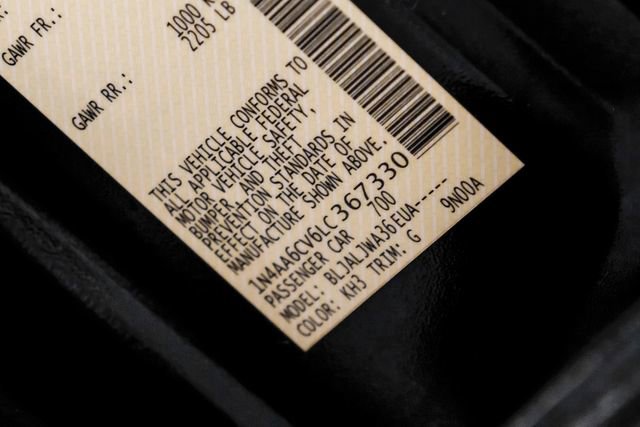 GAWR FR.:
1000 K
2205 LB
GAWR RR.:
THIS VEHICLE CONFORMS TO
ALL APPLICABLE FEDERAL
MOTOR VEHICLE SAFETY,
BUMPER, AND THEFT
PREVENTION STANDARDS IN
EFFECT ON THE DATE OF
MANUFACTURE SHOWN ABOVE.
1N4AA6CV6LC367330
PASSENGER CAR 700
MODEL: BLJALJWA36EUA-----
COLOR: KH3 TRIM: G 9N00A